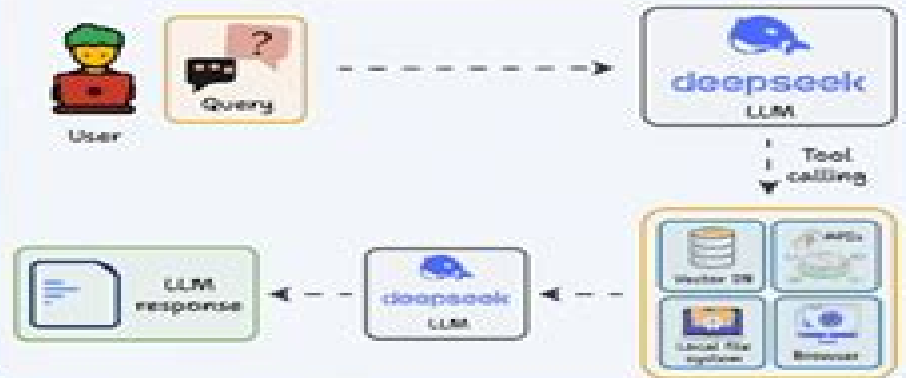 ?
Query
User
deepseek
LLM
Tool
calling
Vector DB
APIs
Local file
system
Browser
deepseek
LLM
LLM
response